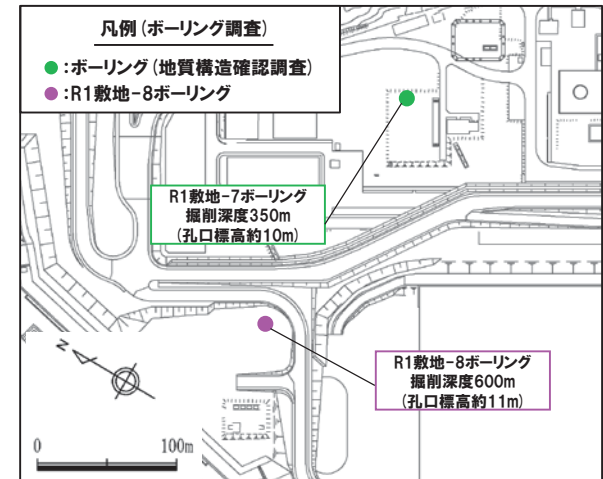 凡例(ボーリング調査)
●:ボーリング(地質構造確認調査)
●:R1敷地-8ボーリング
R1敷地-7ボーリング
掘削深度350m
(孔口標高約10m)
R1敷地-8ボーリング
掘削深度600m
(孔口標高約11m)
N
0 100m